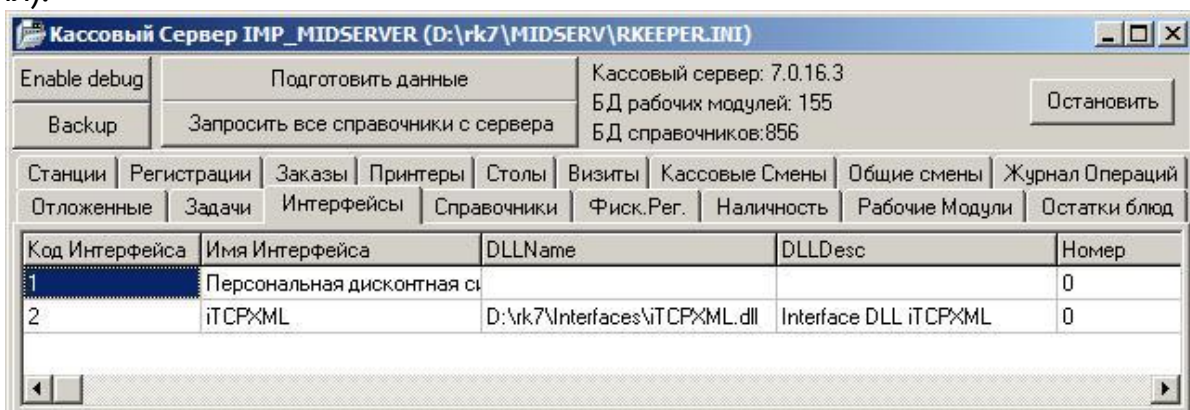 Кассовый Сервер IMP_MIDSERVER (D:\rk7\MIDSERV\RKEEPER.INI)
Enable debug Подготовить данные Кассовый сервер: 7.0.16.3
БД рабочих модулей: 155 Остановить
Backup Запросить все справочники с сервера БД справочников:856
Станции Регистрации Заказы Принтеры Столы Визиты Кассовые Смены Общие смены Журнал Операций
Отложенные Задачи Интерфейсы Справочники Фиск.Рег. Наличность Рабочие Модули Остатки блюд
Код Интерфейса Имя Интерфейса DLLName DLLDesc Номер
1 Персональная дисконтная си 0
2 iTCPXML D:\rk7\Interfaces\iTCPXML.dll Interface DLL iTCPXML 0